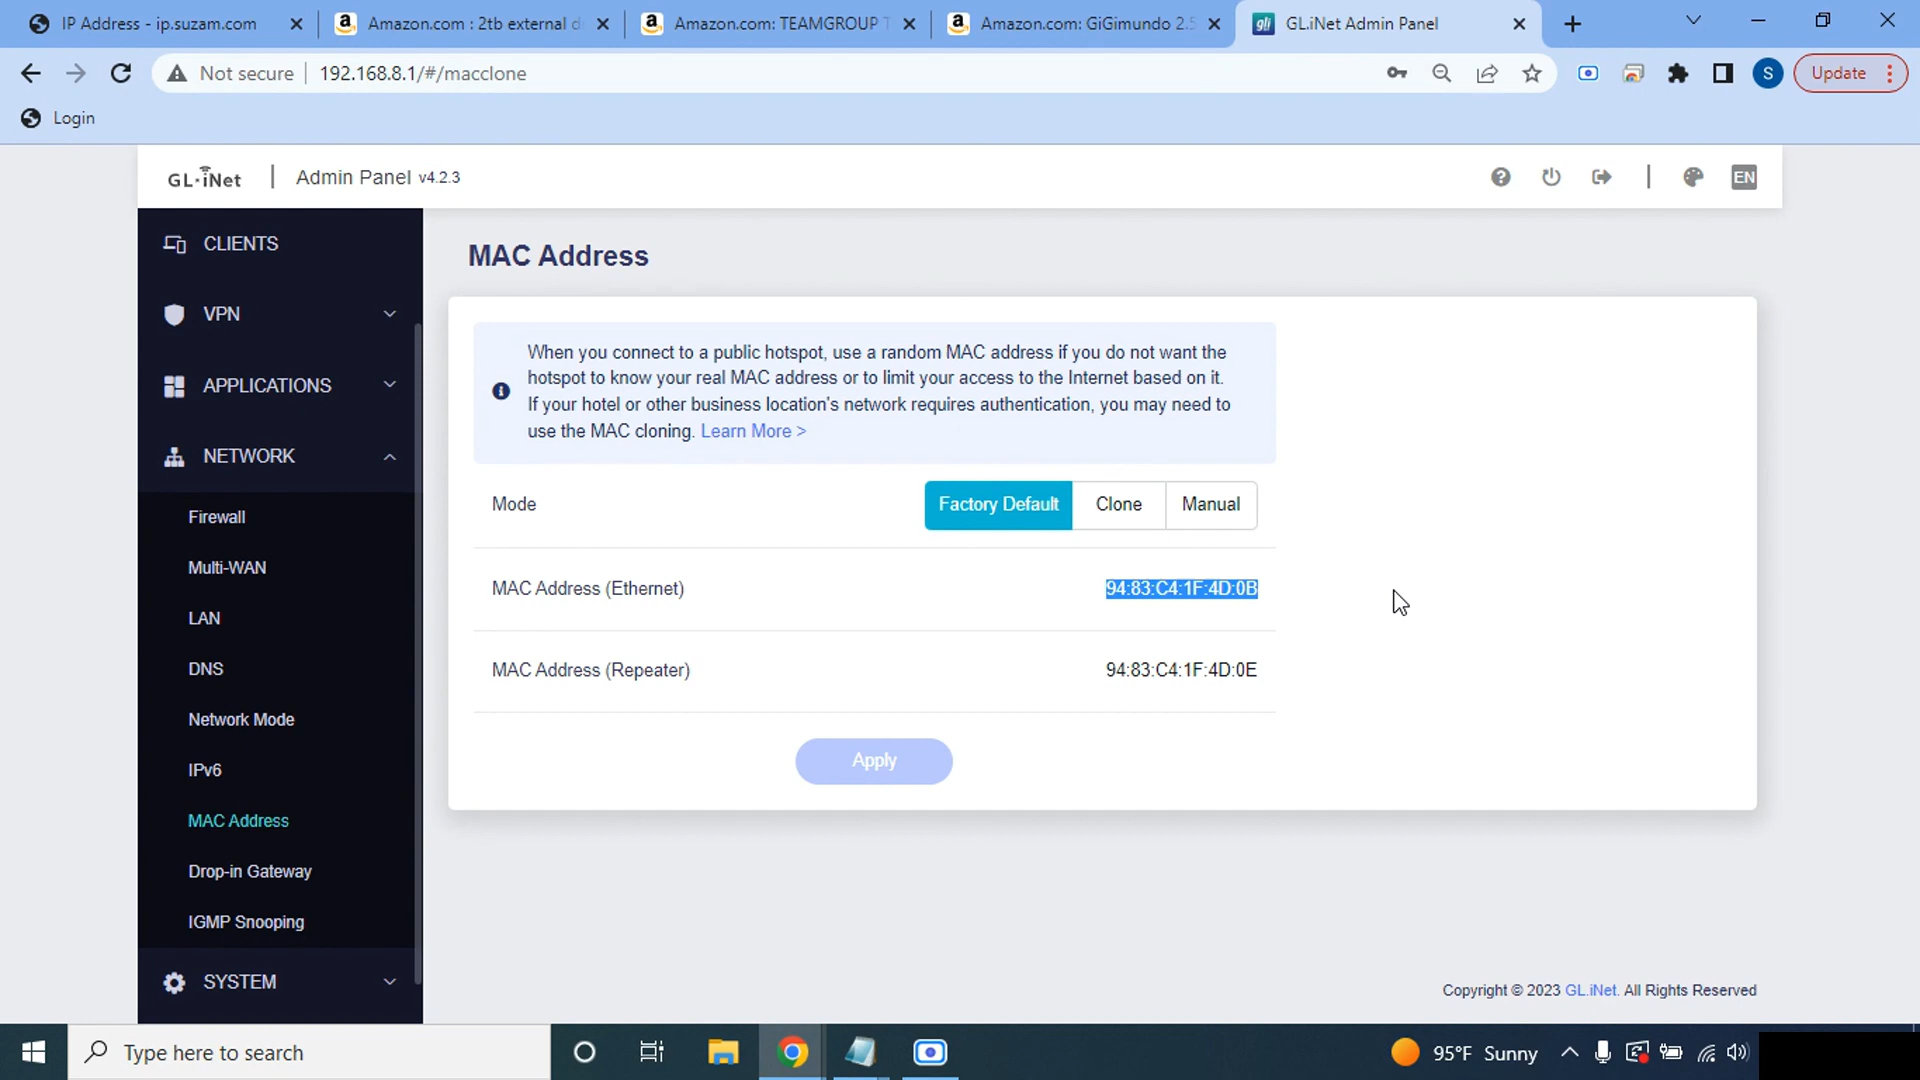 IP Address - ip.suzam.com
Amazon.com : 2tb external d
Amazon.com: TEAMGROUP T
Amazon.com: GiGimundo 2.5
gli GL.iNet Admin Panel
Not secure 192.168.8.1/#/macclone
S Update
Login
GL·iNet Admin Panel v4.2.3
EN
CLIENTS
VPN
APPLICATIONS
NETWORK
Firewall
Multi-WAN
LAN
DNS
Network Mode
IPv6
MAC Address
Drop-in Gateway
IGMP Snooping
SYSTEM
MAC Address
When you connect to a public hotspot, use a random MAC address if you do not want the
hotspot to know your real MAC address or to limit your access to the Internet based on it.
If your hotel or other business location's network requires authentication, you may need to
use the MAC cloning. Learn More >
Mode Factory Default Clone Manual
MAC Address (Ethernet) 94:83:C4:1F:4D:0B
MAC Address (Repeater) 94:83:C4:1F:4D:0E
Apply
Copyright © 2023 GL.iNet. All Rights Reserved
Type here to search
95°F Sunny